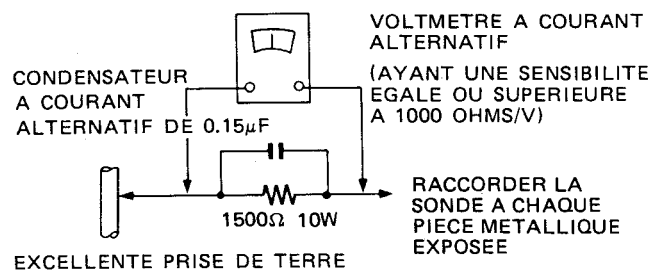 VOLTMETRE A COURANT
ALTERNATIF
(AYANT UNE SENSIBILITE
EGALE OU SUPERIEURE
A 1000 OHMS/V)
CONDENSATEUR
A COURANT
ALTERNATIF DE 0.15µF
1500Ω 10W
RACCORDER LA
SONDE A CHAQUE
PIECE METALLIQUE
EXPOSEE
EXCELLENTE PRISE DE TERRE